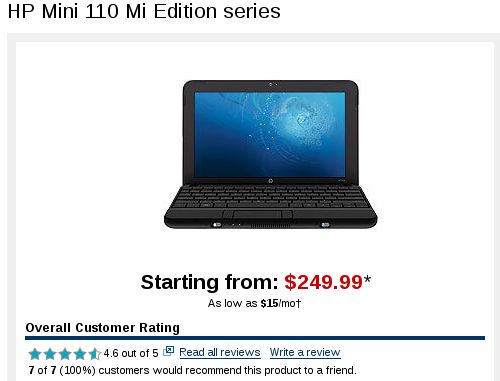 HP Mini 110 Mi Edition series
Starting from: $249.99*
As low as $15/mo†
Overall Customer Rating
4.6 out of 5 Read all reviews Write a review
7 of 7 (100%) customers would recommend this product to a friend.